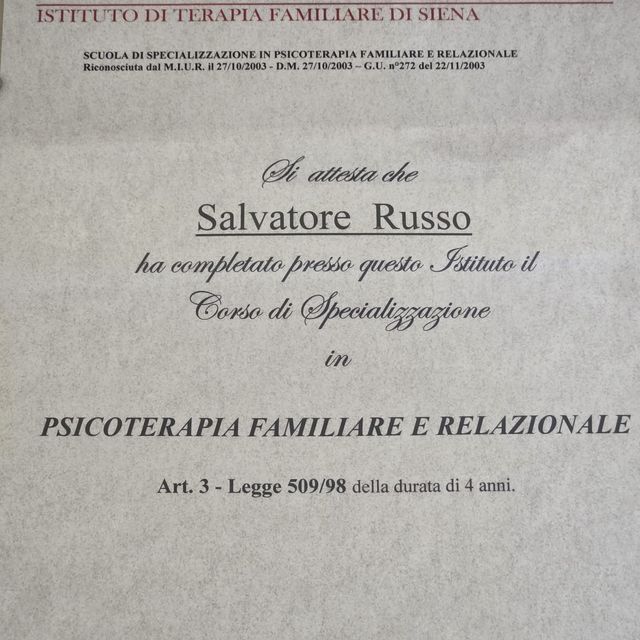 ISTITUTO DI TERAPIA FAMILIARE DI SIENA
SCUOLA DI SPECIALIZZAZIONE IN PSICOTERAPIA FAMILIARE E RELAZIONALE
Riconosciuta dal M.I.U.R. il 27/10/2003 - D.M. 27/10/2003 – G.U. n°272 del 22/11/2003
Si attesta che
Salvatore Russo
ha completato presso questo Istituto il
Corso di Specializzazione
in
PSICOTERAPIA FAMILIARE E RELAZIONALE
Art. 3 - Legge 509/98 della durata di 4 anni.